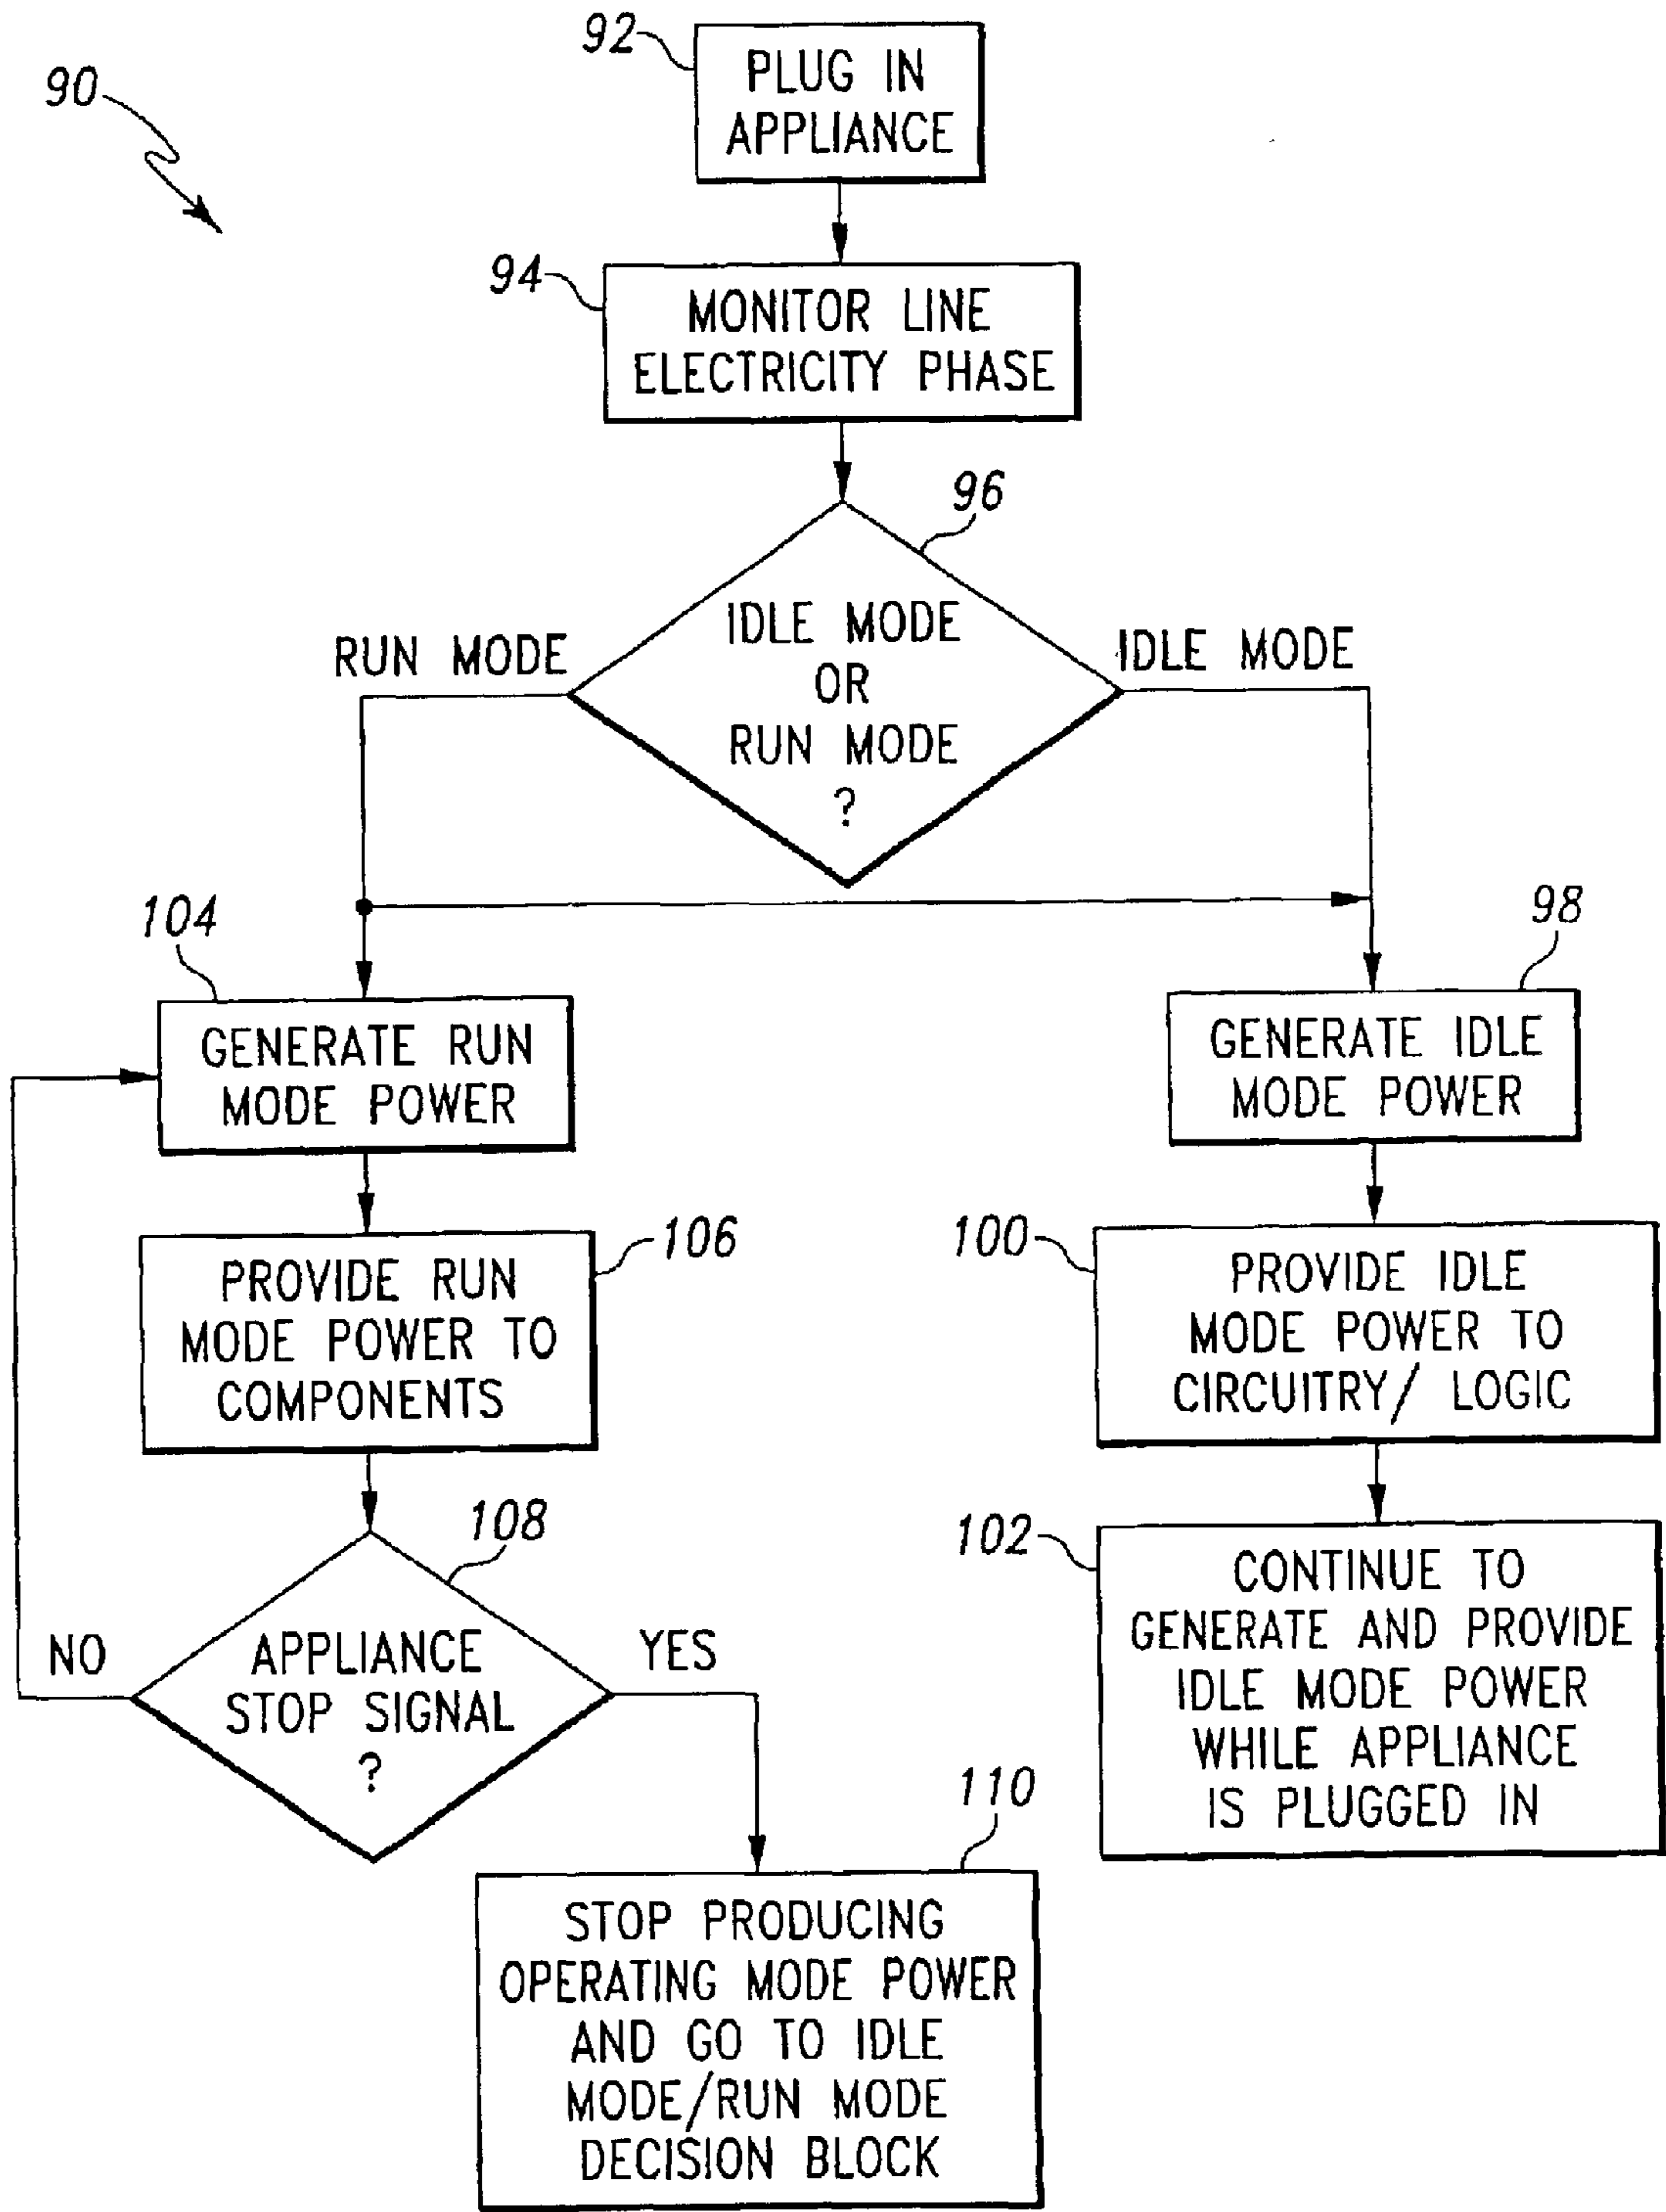 90
92
PLUG IN
APPLIANCE
94
MONITOR LINE
ELECTRICITY PHASE
96
IDLE MODE
OR
RUN MODE
?
RUN MODE
IDLE MODE
104
GENERATE RUN
MODE POWER
98
GENERATE IDLE
MODE POWER
106
PROVIDE RUN
MODE POWER TO
COMPONENTS
100
PROVIDE IDLE
MODE POWER TO
CIRCUITRY/ LOGIC
108
APPLIANCE
STOP SIGNAL
?
NO
YES
102
CONTINUE TO
GENERATE AND PROVIDE
IDLE MODE POWER
WHILE APPLIANCE
IS PLUGGED IN
110
STOP PRODUCING
OPERATING MODE POWER
AND GO TO IDLE
MODE/RUN MODE
DECISION BLOCK